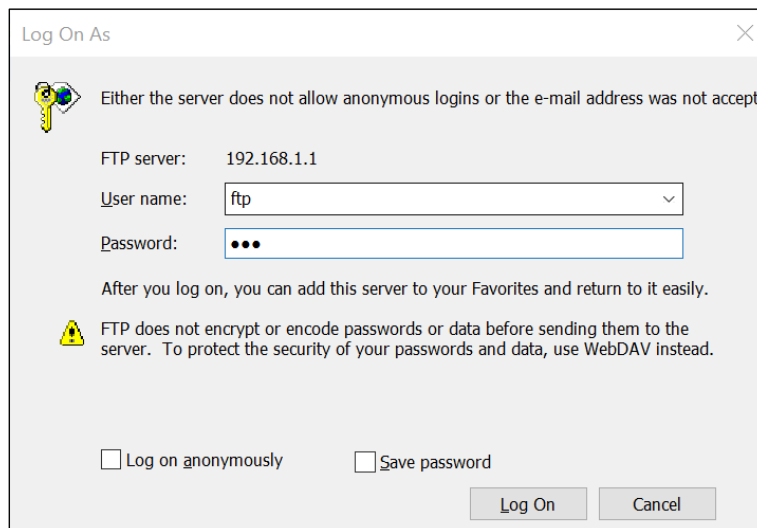 Log On As
Either the server does not allow anonymous logins or the e-mail address was not accept
FTP server: 192.168.1.1
User name: ftp
Password: ●●●
After you log on, you can add this server to your Favorites and return to it easily.
FTP does not encrypt or encode passwords or data before sending them to the
server. To protect the security of your passwords and data, use WebDAV instead.
Log on anonymously Save password
Log On Cancel